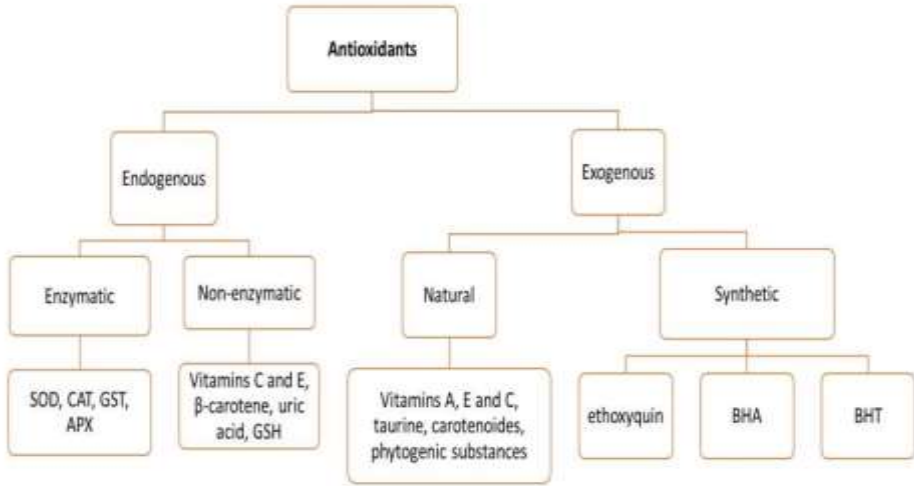 Antioxidants
Endogenous
Exogenous
Enzymatic
Non-enzymatic
Natural
Synthetic
SOD, CAT, GST,
APX
Vitamins C and E,
β-carotene, uric
acid, GSH
Vitamins A, E and C,
taurine, carotenoids,
phytogenic substances
ethoxyquin
BHA
BHT